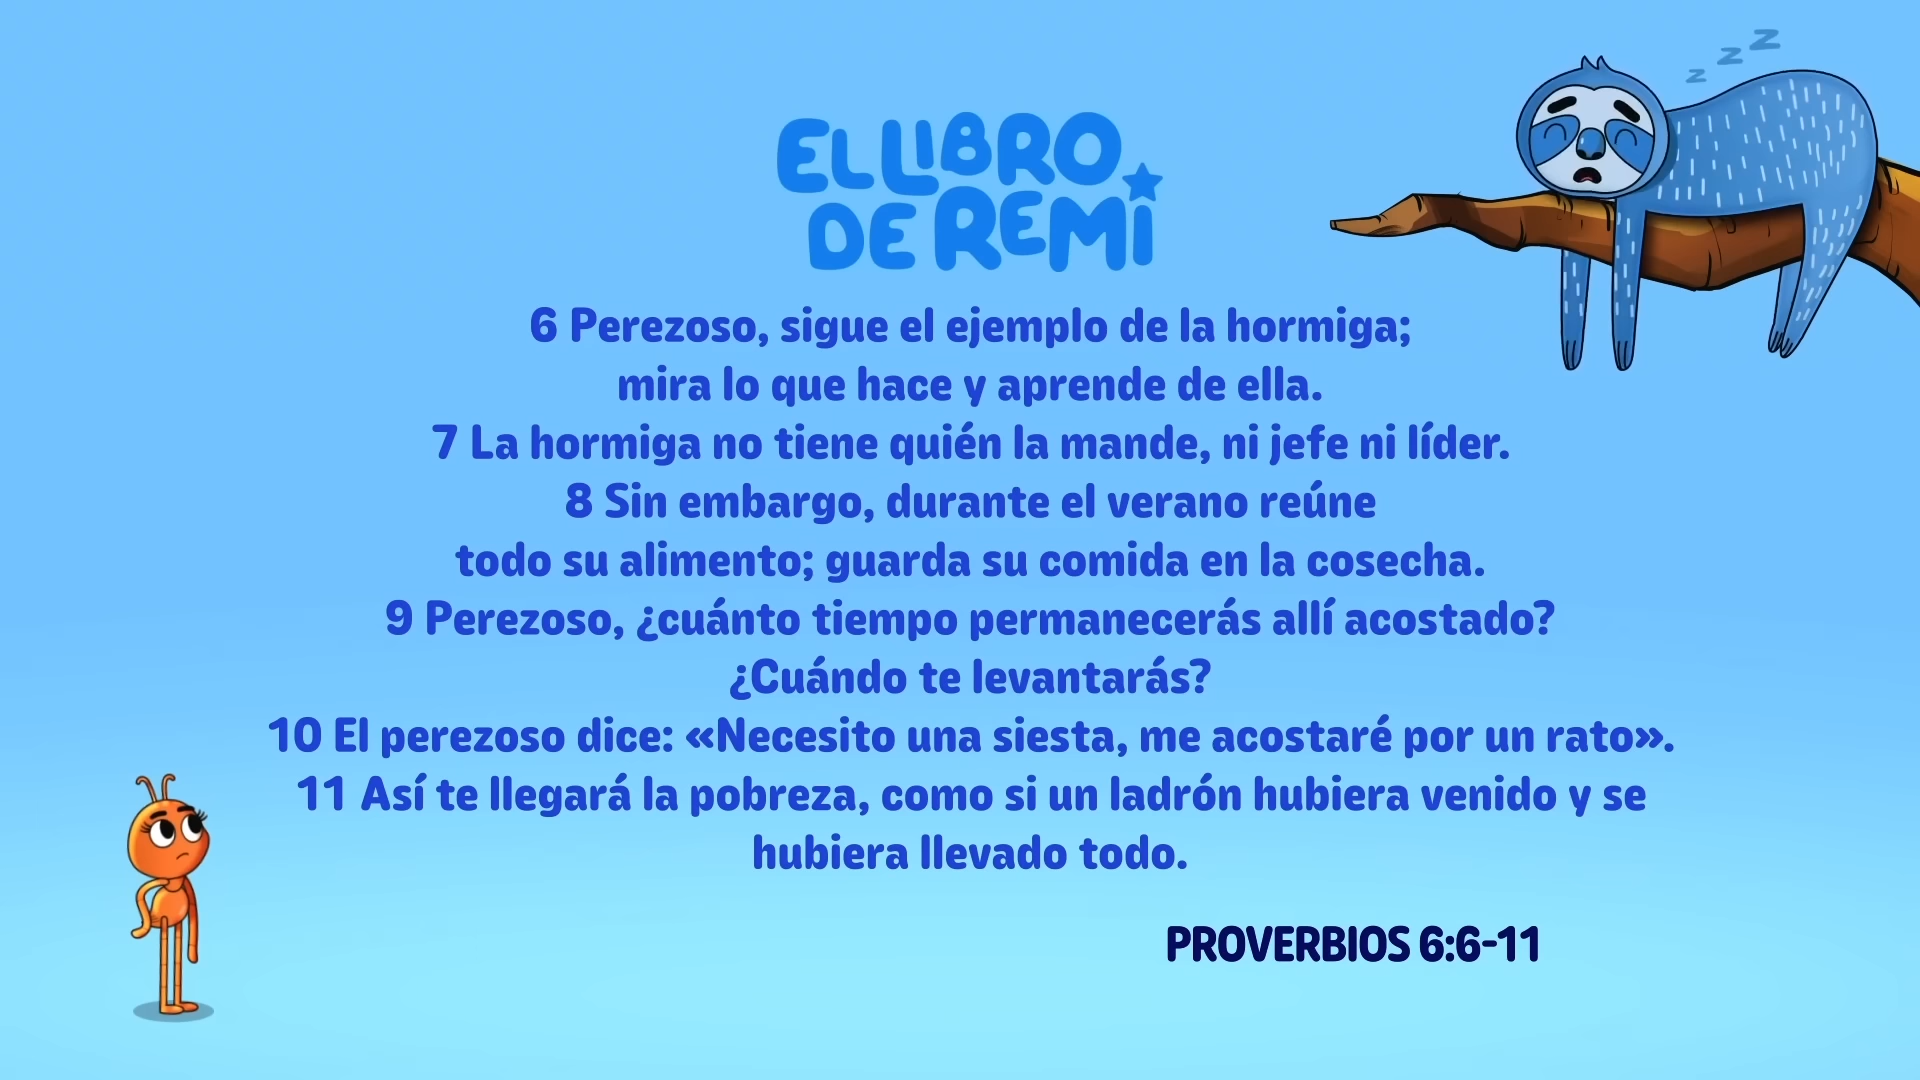 EL LIBRO
DE REMI
z z z
6 Perezoso, sigue el ejemplo de la hormiga;
mira lo que hace y aprende de ella.
7 La hormiga no tiene quién la mande, ni jefe ni líder.
8 Sin embargo, durante el verano reúne
todo su alimento; guarda su comida en la cosecha.
9 Perezoso, ¿cuánto tiempo permanecerás allí acostado?
¿Cuándo te levantarás?
10 El perezoso dice: «Necesito una siesta, me acostaré por un rato».
11 Así te llegará la pobreza, como si un ladrón hubiera venido y se
hubiera llevado todo.
PROVERBIOS 6:6-11